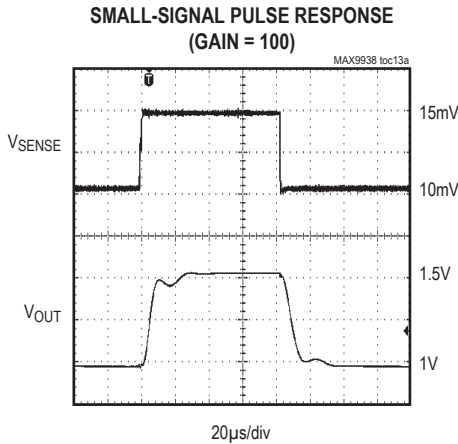 SMALL-SIGNAL PULSE RESPONSE
(GAIN = 100)
MAX9938 toc13a
T
15mV
VSENSE
10mV
1.5V
VOUT
1V
20µs/div